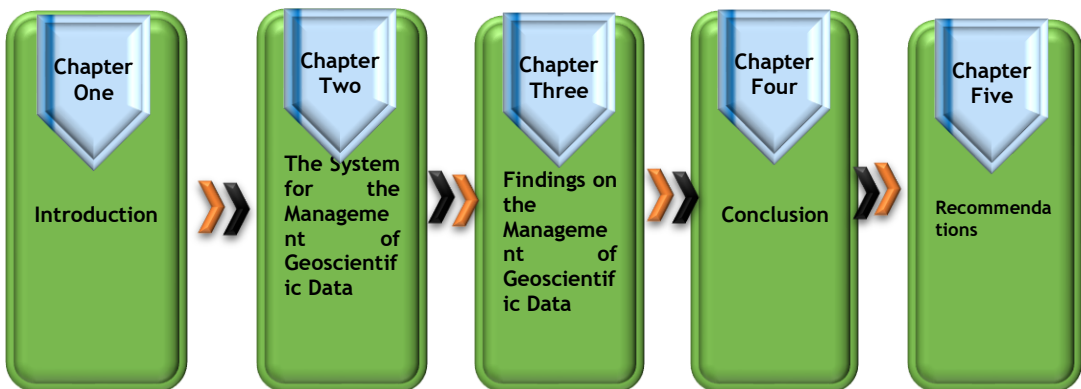 Chapter
One
Introduction
Chapter
Two
The System
for the
Manageme
nt of
Geoscientif
ic Data
Chapter
Three
Findings on
the
Manageme
nt of
Geoscientif
ic Data
Chapter
Four
Conclusion
Chapter
Five
Recommenda
tions